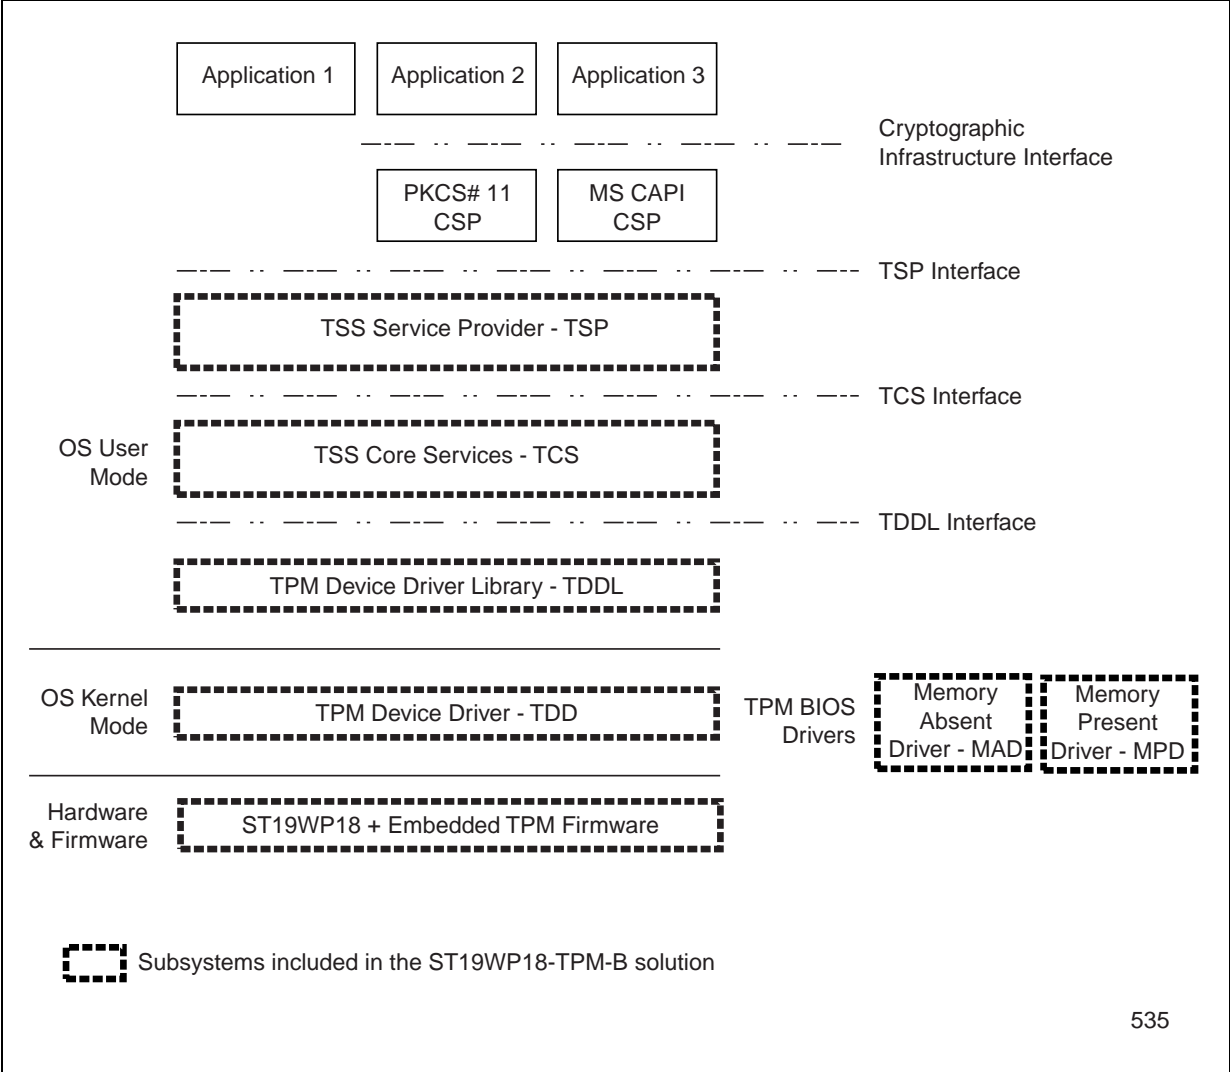 Application 1
Application 2
Application 3
Cryptographic
Infrastructure Interface
PKCS# 11
CSP
MS CAPI
CSP
TSP Interface
TSS Service Provider - TSP
TCS Interface
OS User
Mode
TSS Core Services - TCS
TDDL Interface
TPM Device Driver Library - TDDL
OS Kernel
Mode
TPM Device Driver - TDD
TPM BIOS
Drivers
Memory
Absent
Driver - MAD
Memory
Present
Driver - MPD
Hardware
& Firmware
ST19WP18 + Embedded TPM Firmware
Subsystems included in the ST19WP18-TPM-B solution
535